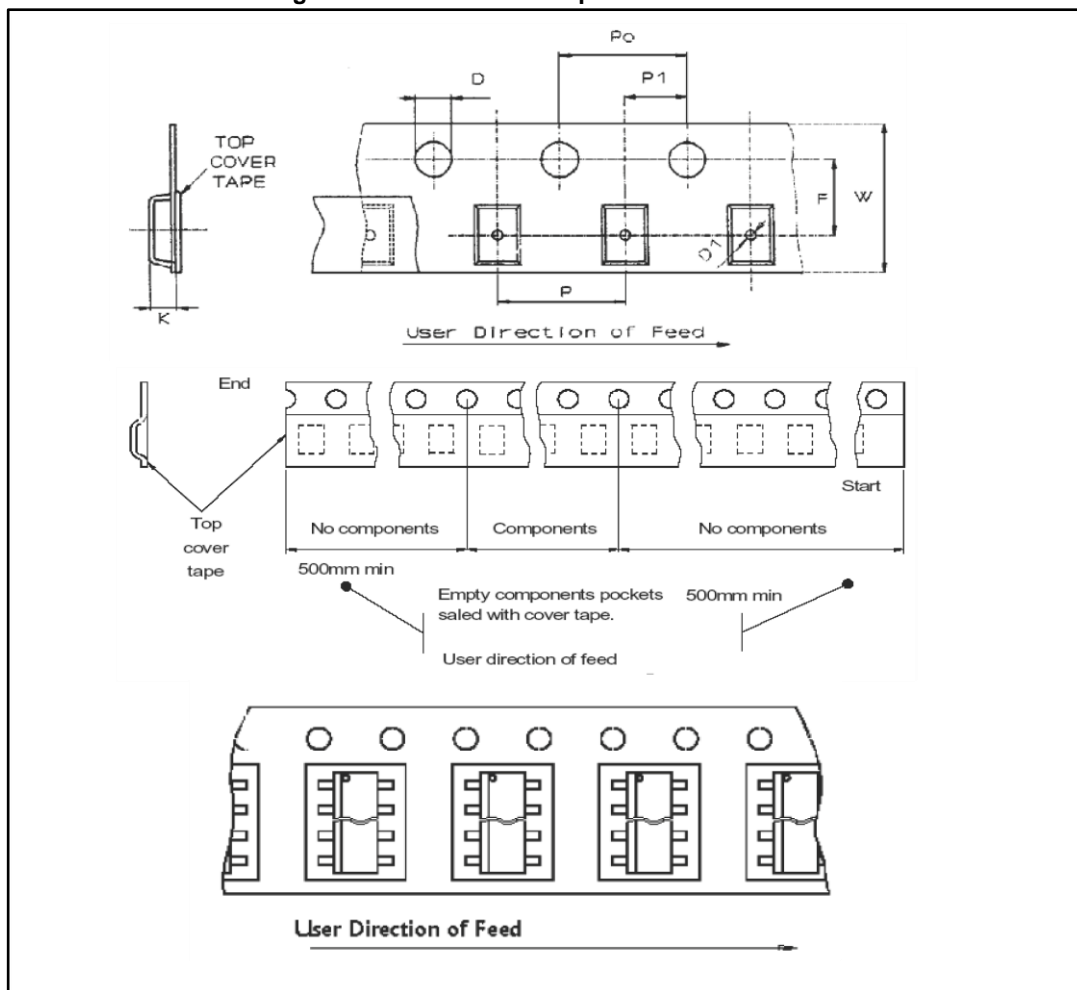 Po
D
P1
TOP
COVER
TAPE
F
W
D1
P
K
User Direction of Feed
End
Start
Top
cover
tape
No components
Components
No components
500mm min
Empty components pockets
saled with cover tape.
500mm min
User direction of feed
User Direction of Feed